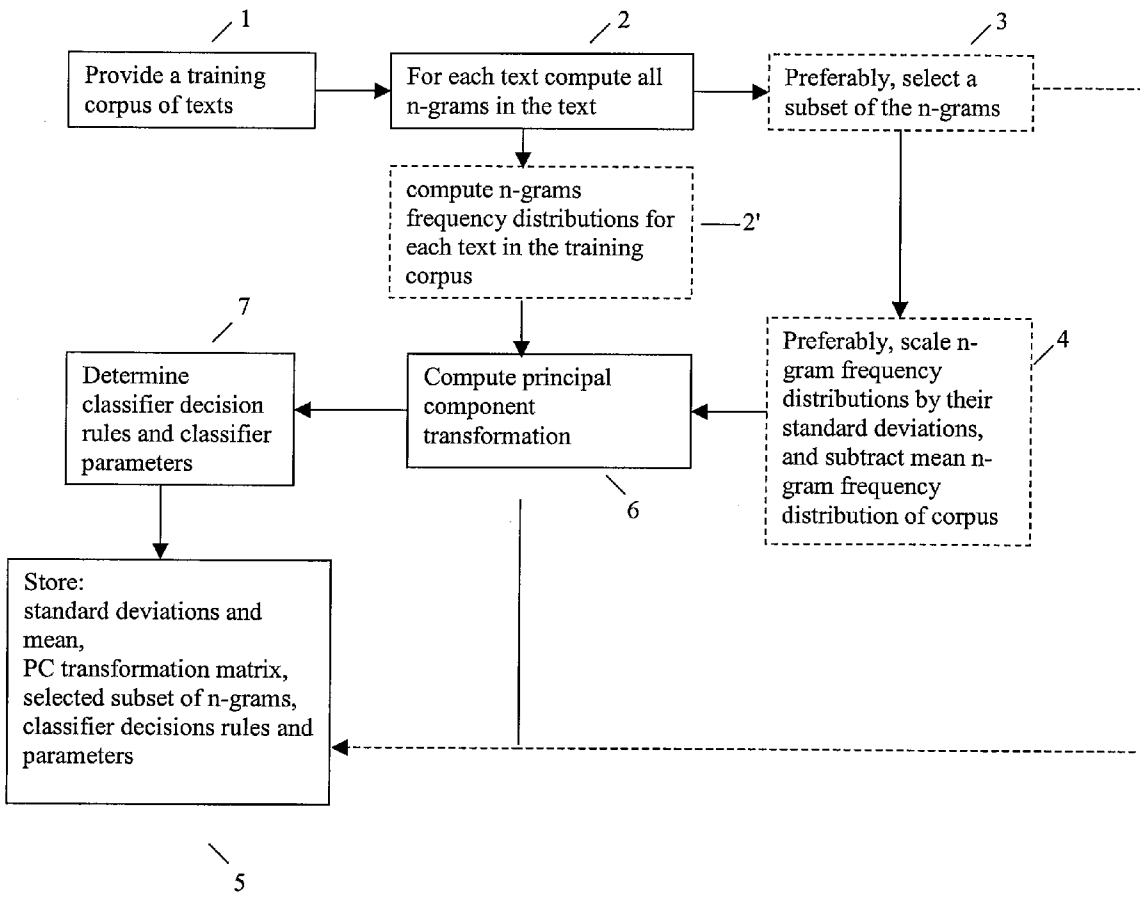 1
Provide a training
corpus of texts
2
For each text compute all
n-grams in the text
3
Preferably, select a
subset of the n-grams
compute n-grams
frequency distributions for
each text in the training
corpus
2'
7
Determine
classifier decision
rules and classifier
parameters
Compute principal
component
transformation
6
Preferably, scale n-
gram frequency
distributions by their
standard deviations,
and subtract mean n-
gram frequency
distribution of corpus
4
Store:
standard deviations and
mean,
PC transformation matrix,
selected subset of n-grams,
classifier decisions rules and
parameters
5